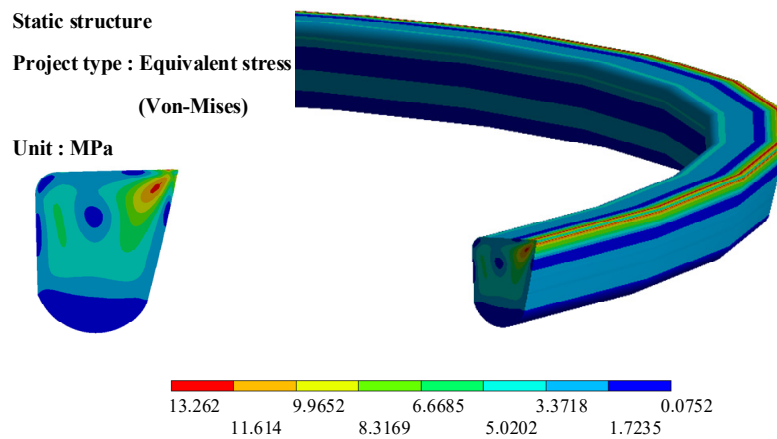 Static structure
Project type : Equivalent stress
(Von-Mises)
Unit : MPa
13.262 9.9652 6.6685 3.3718 0.0752
11.614 8.3169 5.0202 1.7235